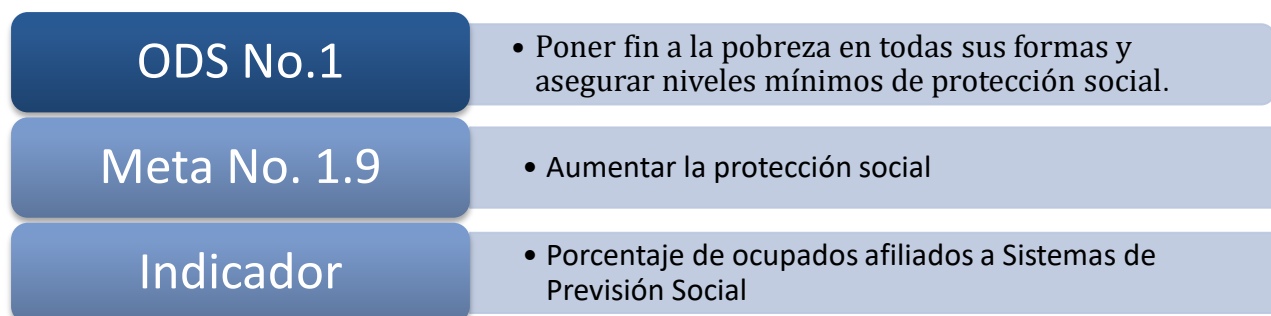 ODS No.1
• Poner fin a la pobreza en todas sus formas y
asegurar niveles mínimos de protección social.
Meta No. 1.9
• Aumentar la protección social
Indicador
• Porcentaje de ocupados afiliados a Sistemas de
Previsión Social